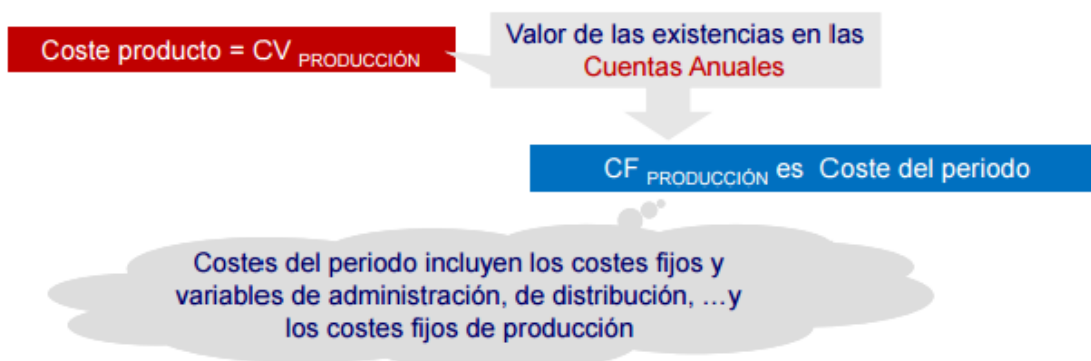 Coste producto = CV PRODUCCIÓN
Valor de las existencias en las
Cuentas Anuales
CF PRODUCCIÓN es Coste del periodo
Costes del periodo incluyen los costes fijos y
variables de administración, de distribución, …y
los costes fijos de producción